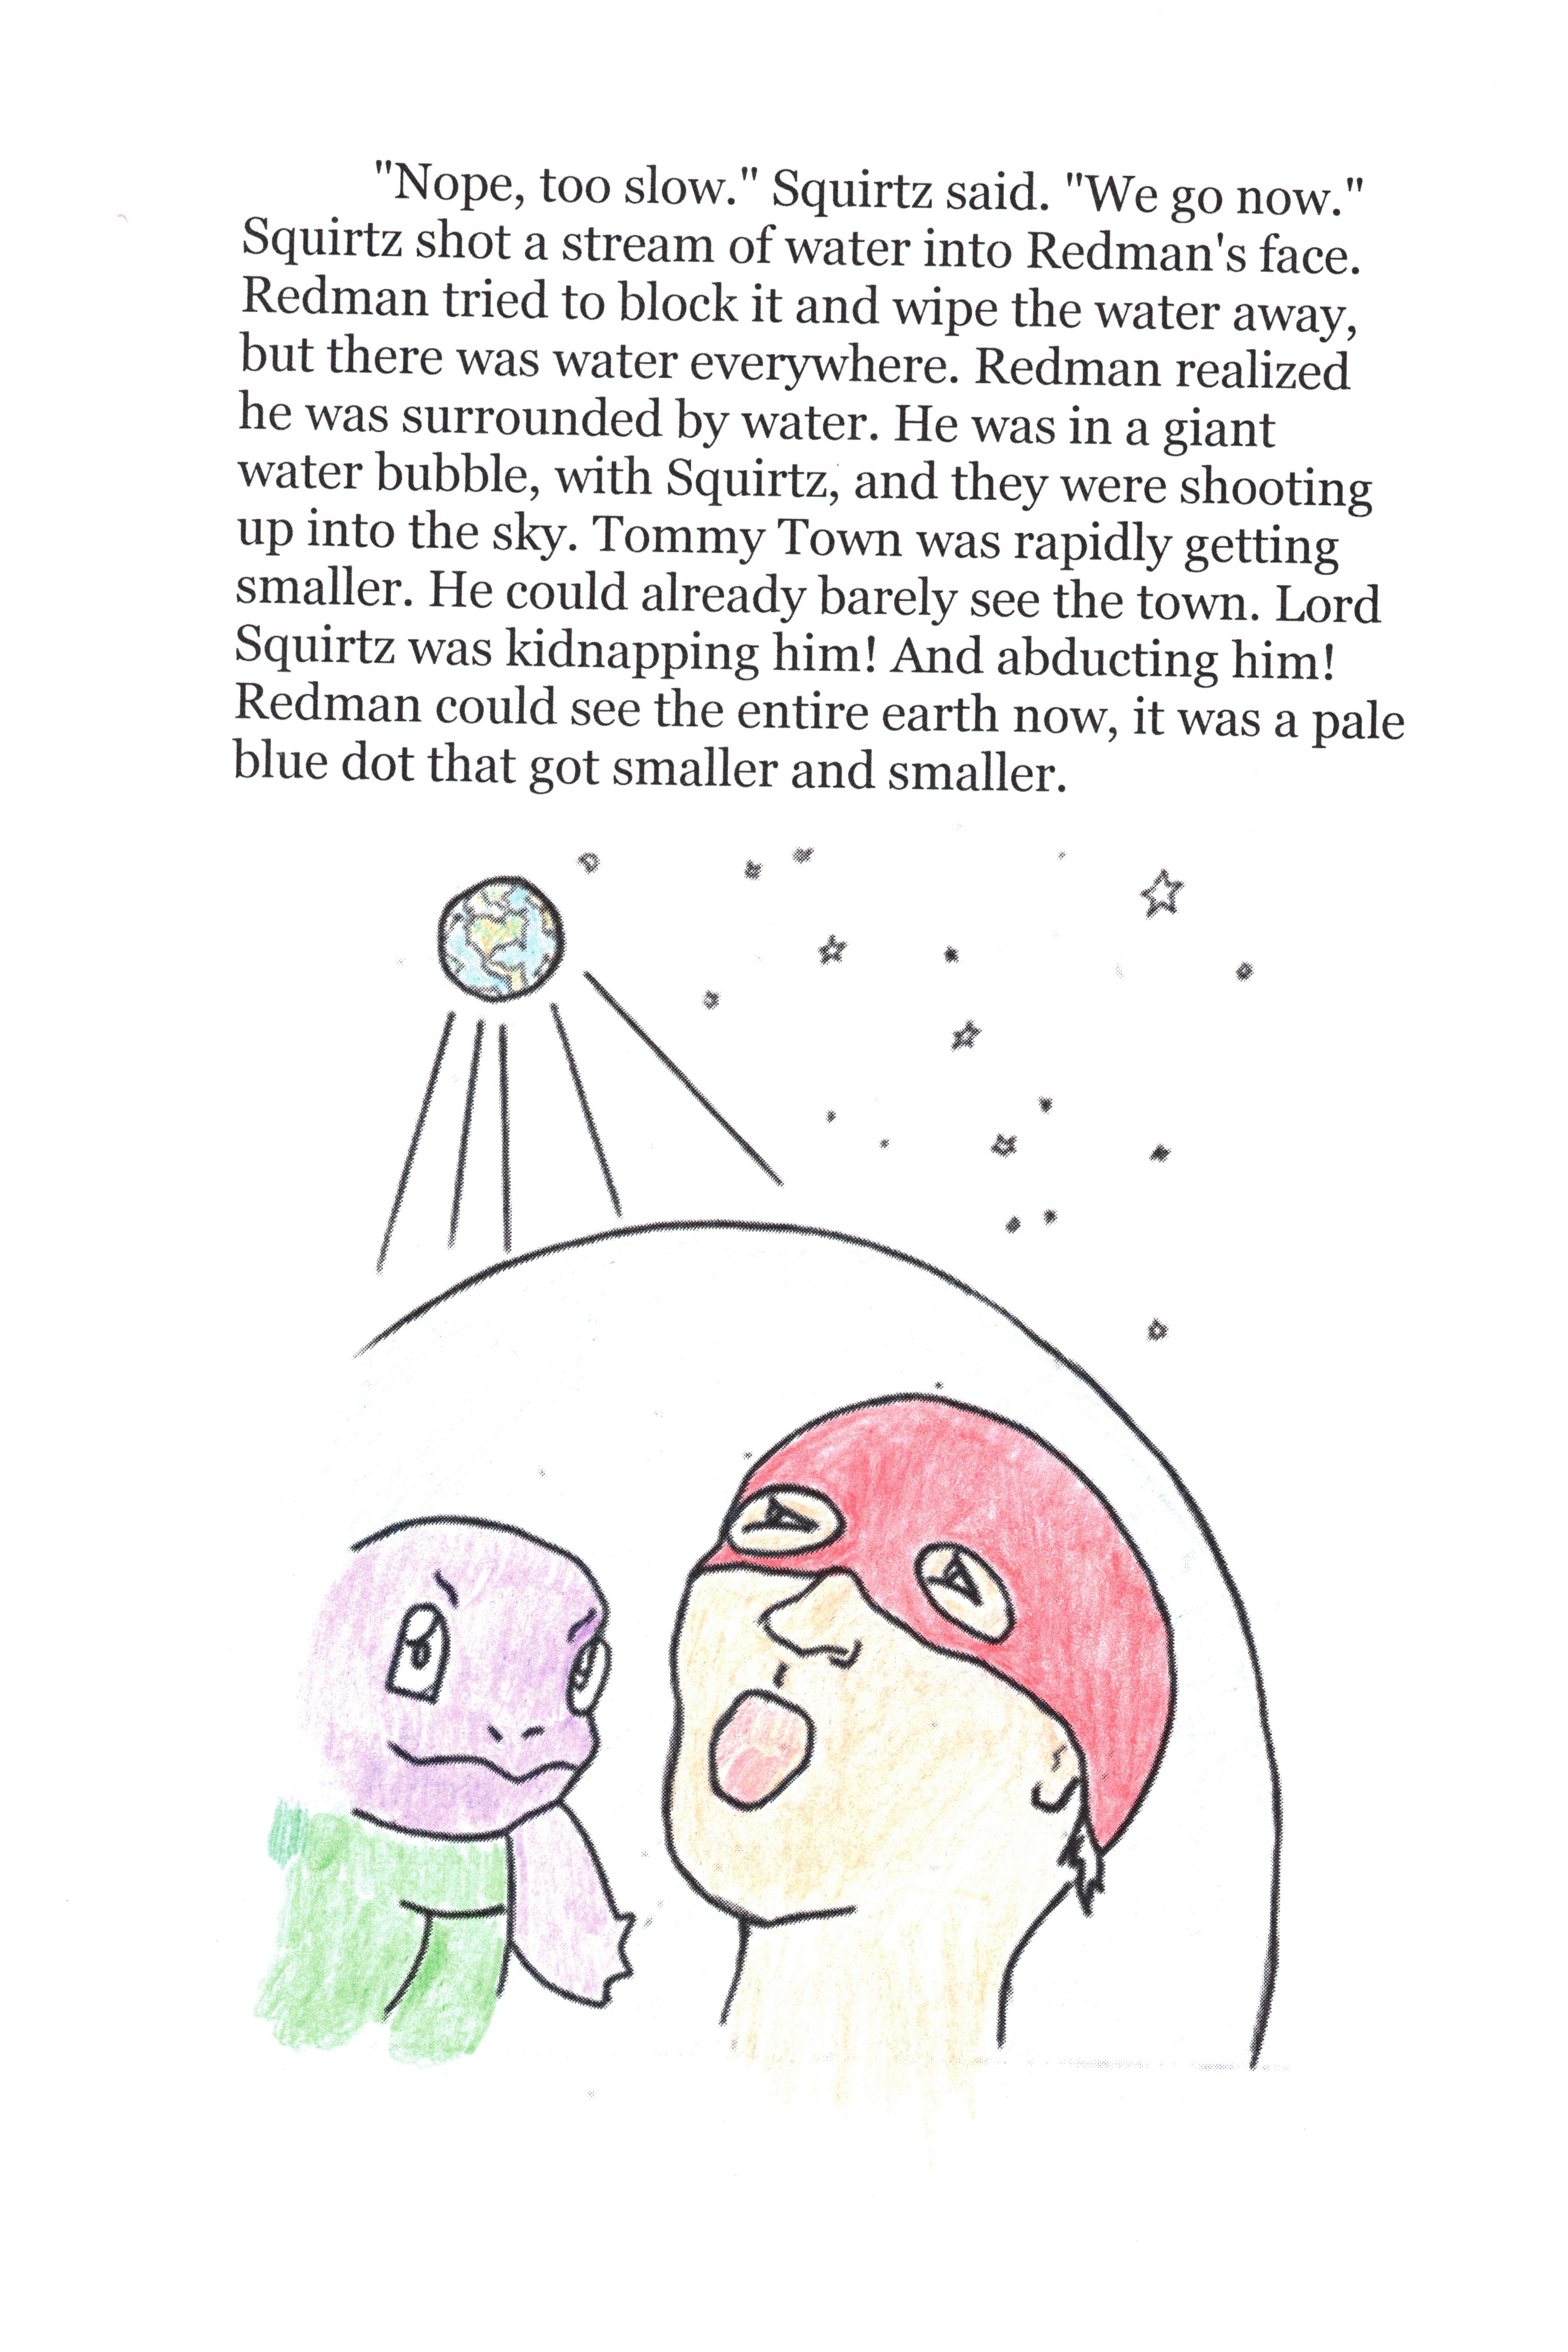 "Nope, too slow." Squirtz said. "We go now."
Squirtz shot a stream of water into Redman's face.
Redman tried to block it and wipe the water away,
but there was water everywhere. Redman realized
he was surrounded by water. He was in a giant
water bubble, with Squirtz, and they were shooting
up into the sky. Tommy Town was rapidly getting
smaller. He could already barely see the town. Lord
Squirtz was kidnapping him! And abducting him!
Redman could see the entire earth now, it was a pale
blue dot that got smaller and smaller.